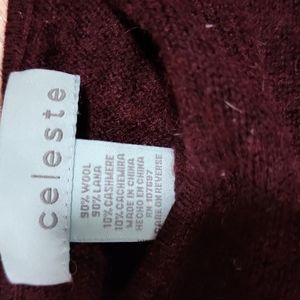 celeste
90% WOOL
90% LANA
10% CASHMERE
10% CACHEMIRA
MADE IN CHINA
HECHO EN CHINA
RN 107697
CARE ON REVERSE